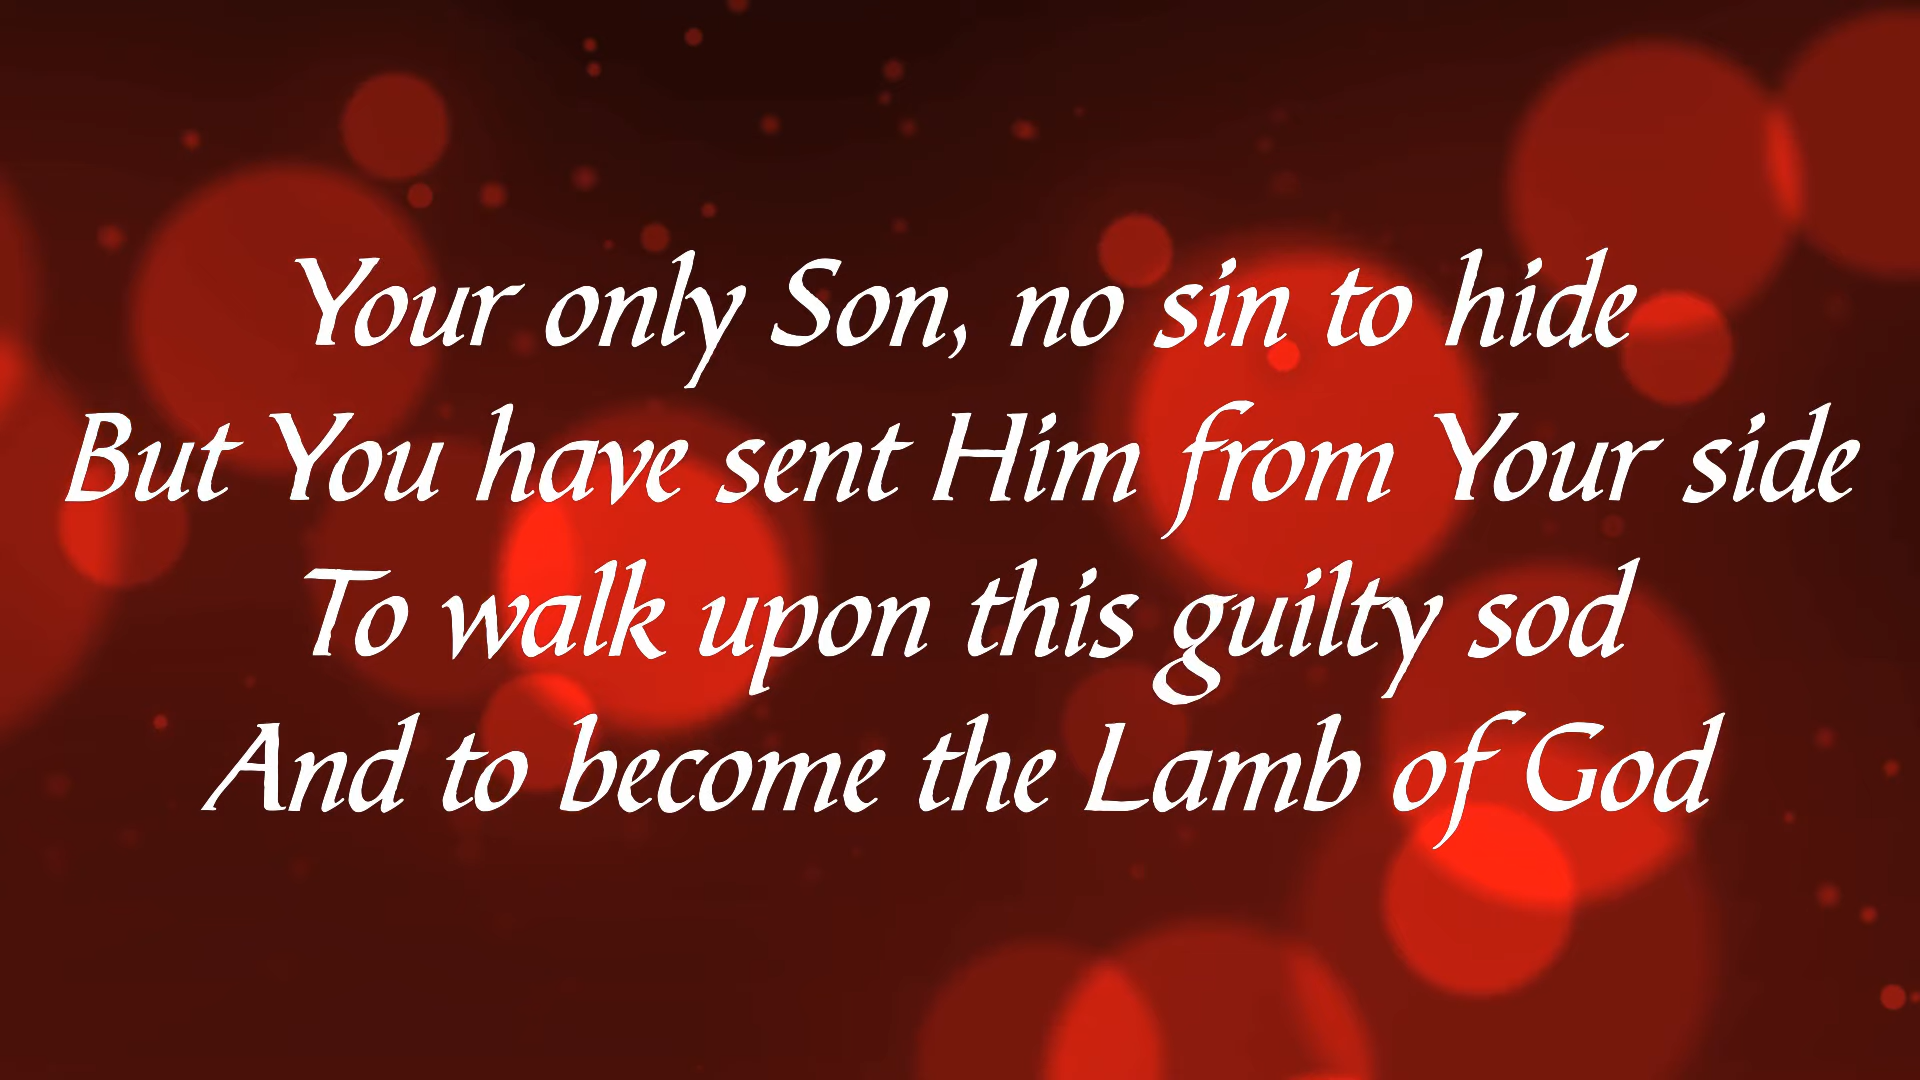 Your only Son, no sin to hide
But You have sent Him from Your side
To walk upon this guilty sod
And to become the Lamb of God